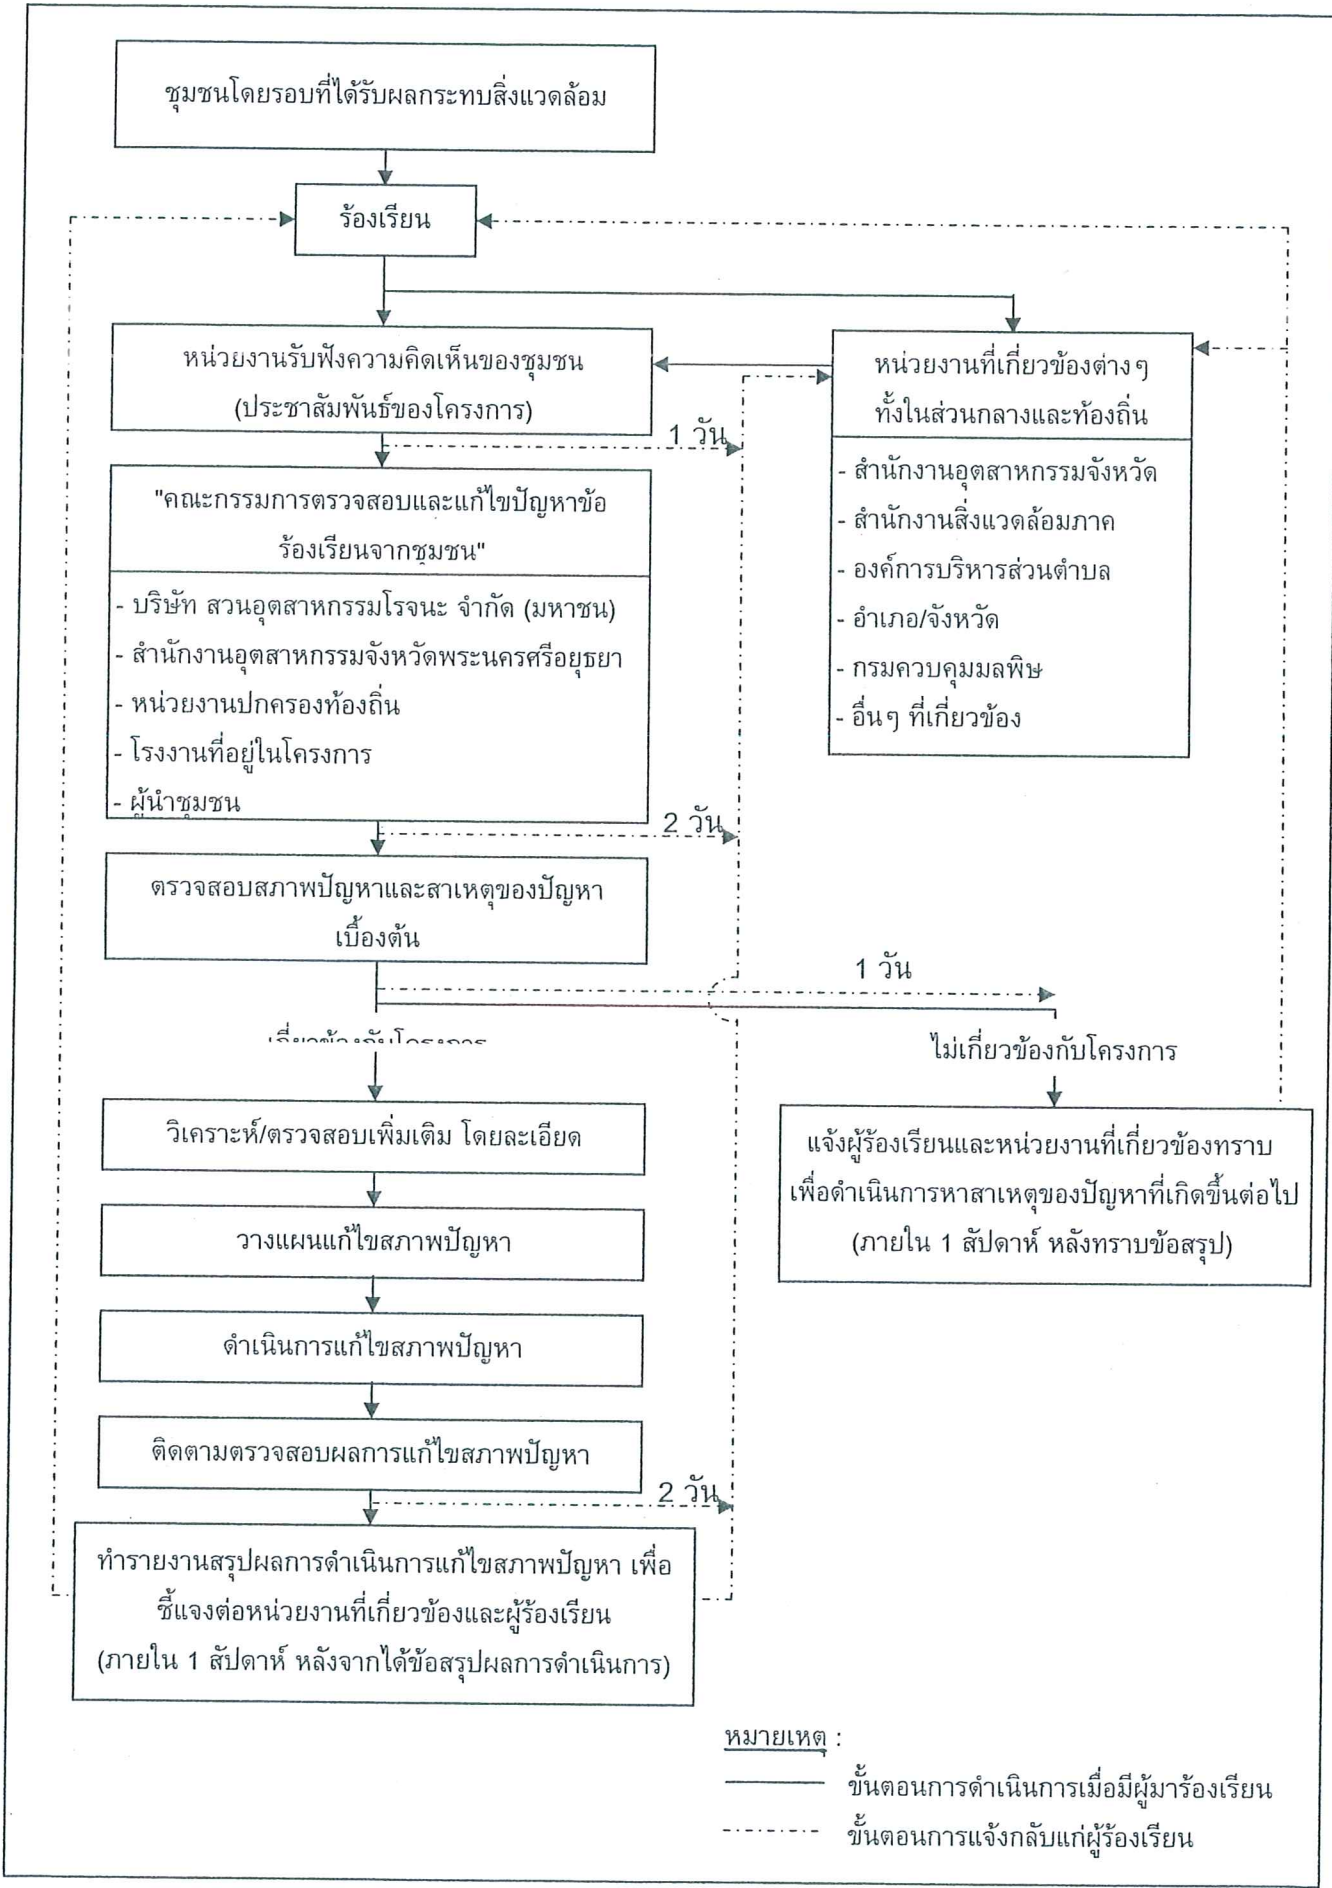 ชุมชนโดยรอบที่ได้รับผลกระทบสิ่งแวดล้อม
ร้องเรียน
หน่วยงานรับฟังความคิดเห็นของชุมชน
(ประชาสัมพันธ์ของโครงการ)
หน่วยงานที่เกี่ยวข้องต่างๆ
ทั้งในส่วนกลางและท้องถิ่น
- สำนักงานอุตสาหกรรมจังหวัด
- สำนักงานสิ่งแวดล้อมภาค
- องค์การบริหารส่วนตำบล
- อำเภอ/จังหวัด
- กรมควบคุมมลพิษ
- อื่นๆ ที่เกี่ยวข้อง
1 วัน
"คณะกรรมการตรวจสอบและแก้ไขปัญหาข้อ
ร้องเรียนจากชุมชน"
- บริษัท สวนอุตสาหกรรมโรจนะ จำกัด (มหาชน)
- สำนักงานอุตสาหกรรมจังหวัดพระนครศรีอยุธยา
- หน่วยงานปกครองท้องถิ่น
- โรงงานที่อยู่ในโครงการ
- ผู้นำชุมชน
2 วัน
ตรวจสอบสภาพปัญหาและสาเหตุของปัญหา
เบื้องต้น
1 วัน
เกี่ยวข้องกับโครงการ
ไม่เกี่ยวข้องกับโครงการ
วิเคราะห์/ตรวจสอบเพิ่มเติม โดยละเอียด
แจ้งผู้ร้องเรียนและหน่วยงานที่เกี่ยวข้องทราบ
เพื่อดำเนินการหาสาเหตุของปัญหาที่เกิดขึ้นต่อไป
(ภายใน 1 สัปดาห์ หลังทราบข้อสรุป)
วางแผนแก้ไขสภาพปัญหา
ดำเนินการแก้ไขสภาพปัญหา
ติดตามตรวจสอบผลการแก้ไขสภาพปัญหา
2 วัน
ทำรายงานสรุปผลการดำเนินการแก้ไขสภาพปัญหา เพื่อ
ชี้แจงต่อหน่วยงานที่เกี่ยวข้องและผู้ร้องเรียน
(ภายใน 1 สัปดาห์ หลังจากได้ข้อสรุปผลการดำเนินการ)
หมายเหตุ :
ขั้นตอนการดำเนินการเมื่อมีผู้มาร้องเรียน
ขั้นตอนการแจ้งกลับแก่ผู้ร้องเรียน